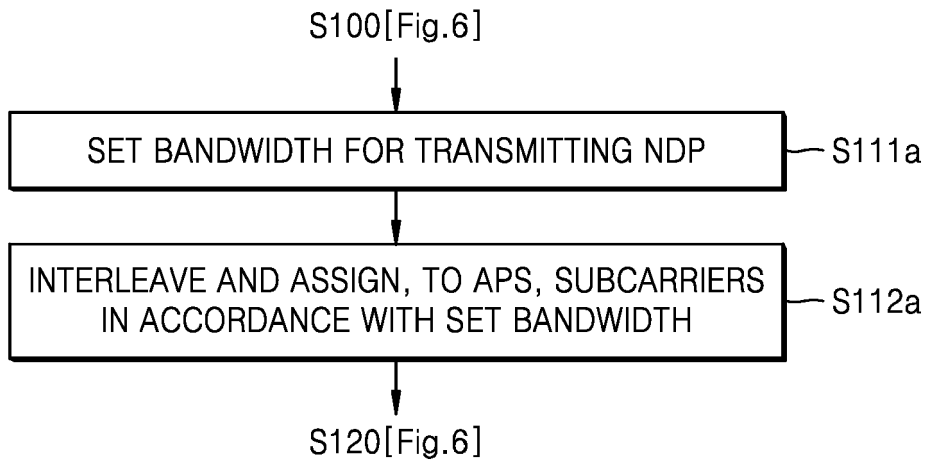 S100[Fig.6]
SET BANDWIDTH FOR TRANSMITTING NDP
S111a
INTERLEAVE AND ASSIGN, TO APS, SUBCARRIERS
IN ACCORDANCE WITH SET BANDWIDTH
S112a
S120[Fig.6]